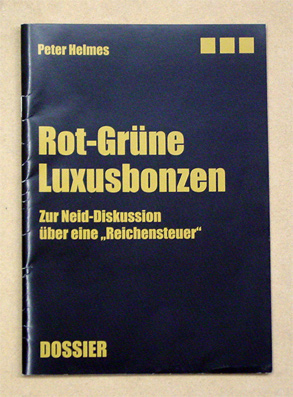 Peter Helmes
Rot-Grüne
Luxusbonzen
Zur Neid-Diskussion
über eine „Reichensteuer“
DOSSIER